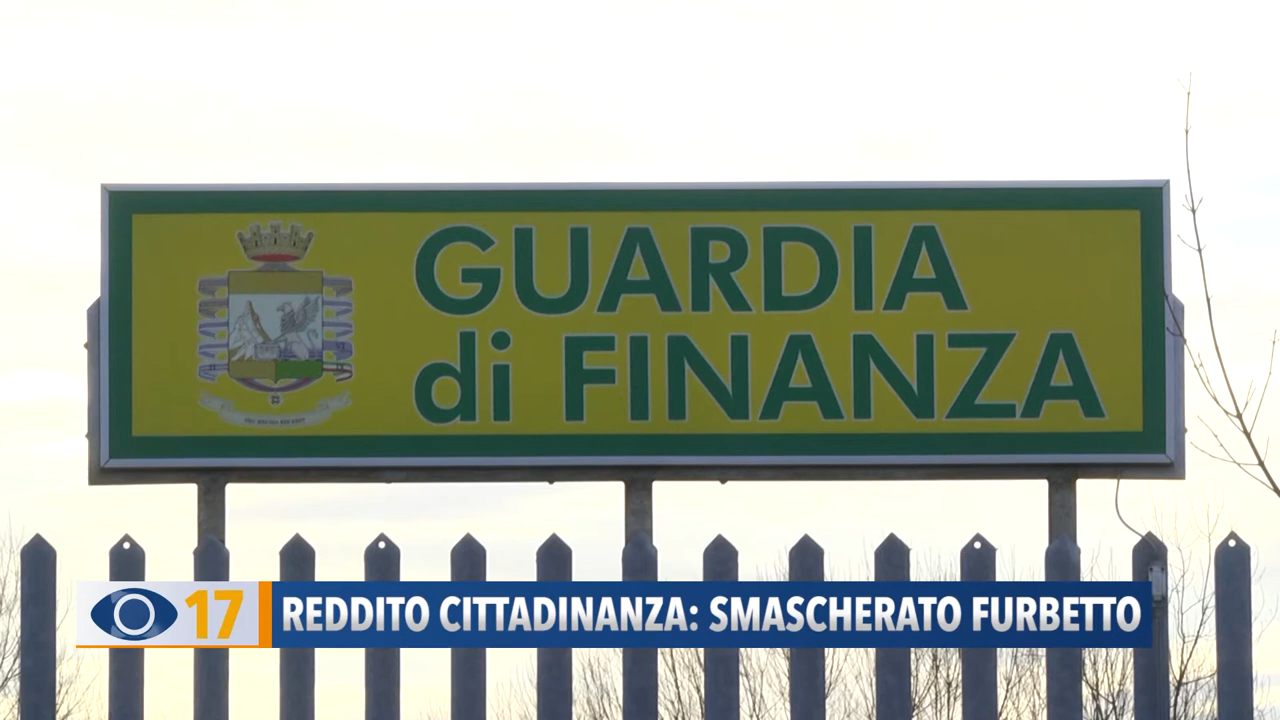 GUARDIA
di FINANZA
17
REDDITO CITTADINANZA: SMASCHERATO FURBETTO